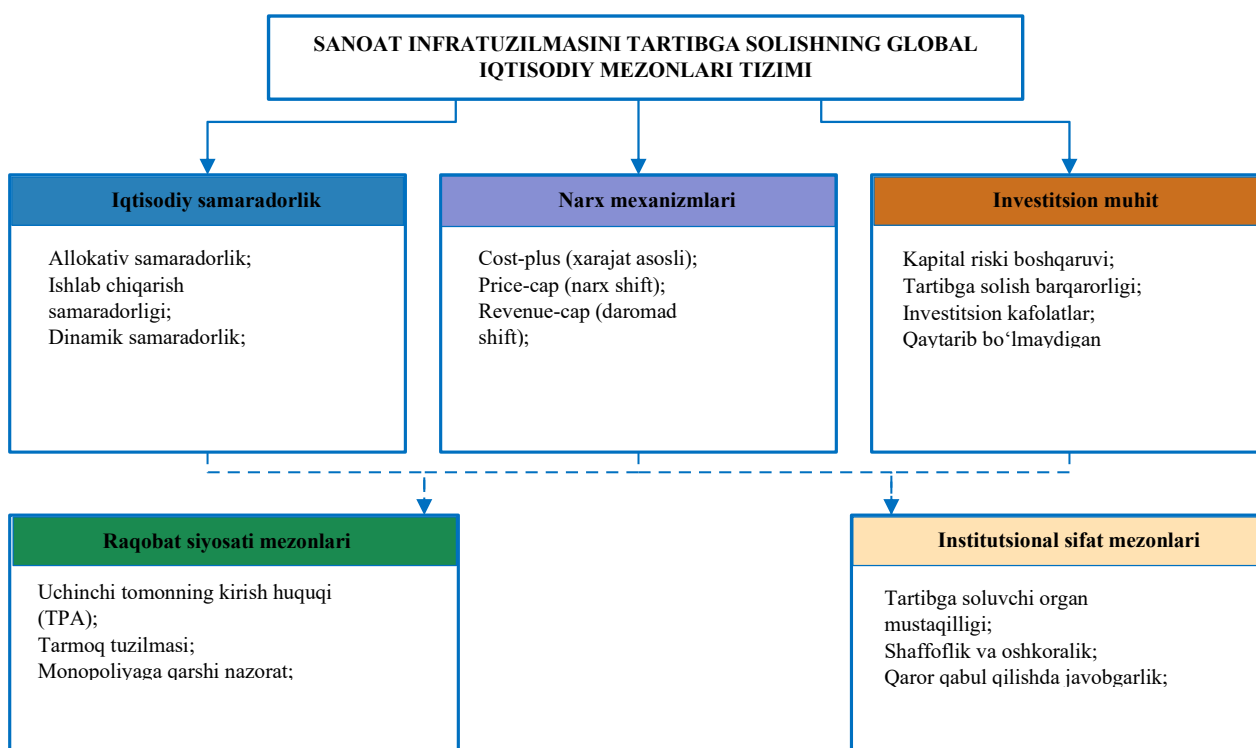 SANOAT INFRATUZILMASINI TARTIBGA SOLISHNING GLOBAL
IQTISODIY MEZONLARI TIZIMI
Iqtisodiy samaradorlik
Allokativ samaradorlik;
Ishlab chiqarish
samaradorligi;
Dinamik samaradorlik;
Narx mexanizmlari
Cost-plus (xarajat asosli);
Price-cap (narx shift);
Revenue-cap (daromad
shift);
Investitsion muhit
Kapital riski boshqaruvi;
Tartibga solish barqarorligi;
Investitsion kafolatlar;
Qaytarib bo‘lmaydigan
Raqobat siyosati mezonlari
Uchinchi tomonning kirish huquqi
(TPA);
Tarmoq tuzilmasi;
Monopoliyaga qarshi nazorat;
Institutsional sifat mezonlari
Tartibga soluvchi organ
mustaqilligi;
Shaffoflik va oshkoralik;
Qaror qabul qilishda javobgarlik;